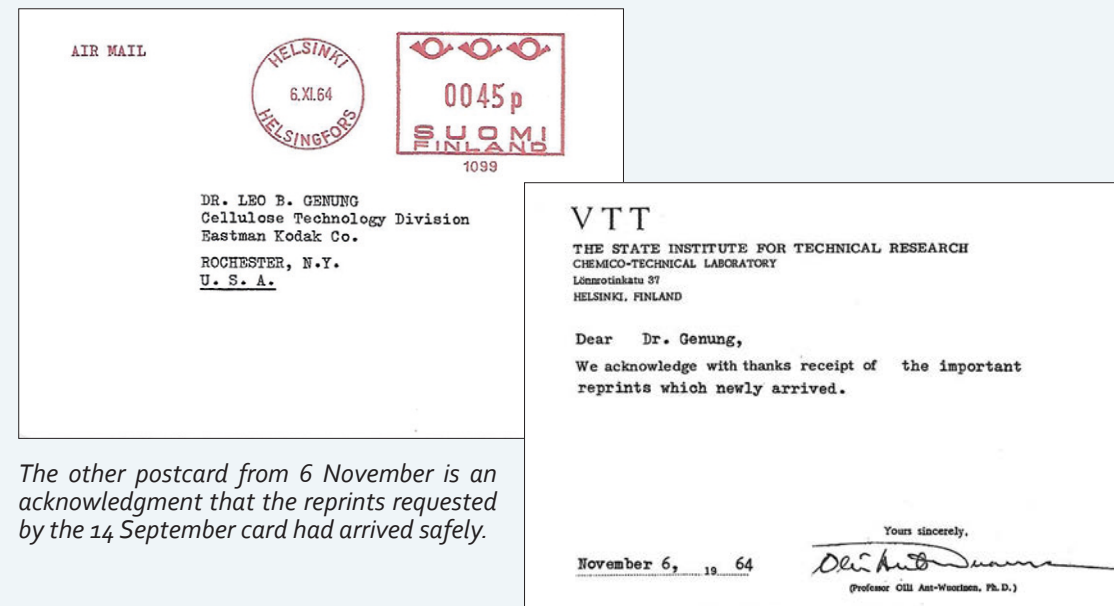 AIR MAIL
HELSINKI
6.XI.64
HELSINGFORS
0045 p
SUOMI
FINLAND
1099
DR. LEO B. GENUNG
Cellulose Technology Division
Eastman Kodak Co.
ROCHESTER, N.Y.
U. S. A.
VTT
THE STATE INSTITUTE FOR TECHNICAL RESEARCH
CHEMICO-TECHNICAL LABORATORY
Lönnrotinkatu 37
HELSINKI, FINLAND
Dear Dr. Genung,
We acknowledge with thanks receipt of the important
reprints which newly arrived.
Yours sincerely,
November 6, 19 64
(Professor Olli Ant-Wuorinen, Ph. D.)
The other postcard from 6 November is an
acknowledgment that the reprints requested
by the 14 September card had arrived safely.